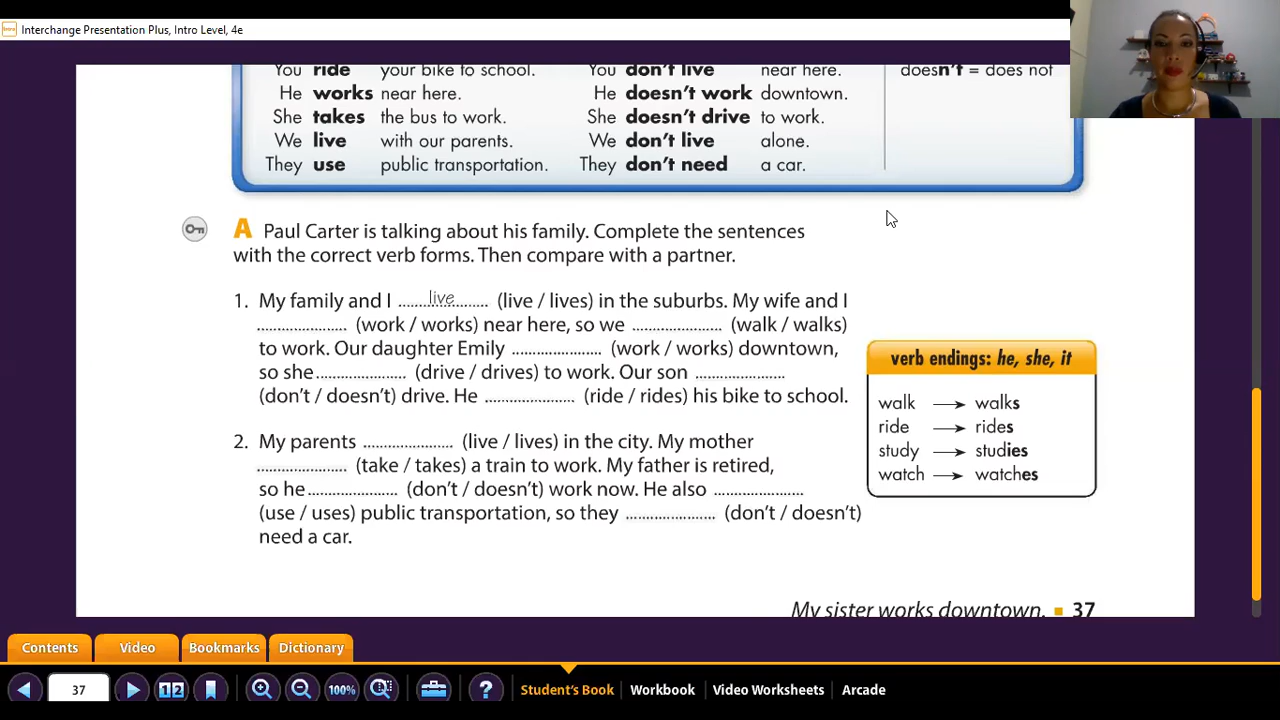 Interchange Presentation Plus, Intro Level, 4e
You ride your bike to school. You don't live near here. doesn't = does not
He works near here. He doesn't work downtown.
She takes the bus to work. She doesn't drive to work.
We live with our parents. We don't live alone.
They use public transportation. They don't need a car.
A Paul Carter is talking about his family. Complete the sentences
with the correct verb forms. Then compare with a partner.
1. My family and I ....live.... (live / lives) in the suburbs. My wife and I
..................... (work / works) near here, so we ..................... (walk / walks)
to work. Our daughter Emily ..................... (work / works) downtown,
so she ..................... (drive / drives) to work. Our son .....................
(don't / doesn't) drive. He ..................... (ride / rides) his bike to school.
2. My parents ..................... (live / lives) in the city. My mother
..................... (take / takes) a train to work. My father is retired,
so he ..................... (don't / doesn't) work now. He also .....................
(use / uses) public transportation, so they ..................... (don't / doesn't)
need a car.
verb endings: he, she, it
walk → walks
ride → rides
study → studies
watch → watches
My sister works downtown. 37
Contents Video Bookmarks Dictionary
37 12 100% ? Student's Book Workbook Video Worksheets Arcade